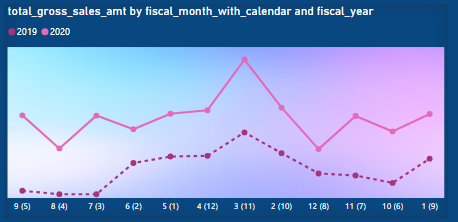 total_gross_sales_amt by fiscal_month_with_calendar and fiscal_year
2019 2020
9 (5) 8 (4) 7 (3) 6 (2) 5 (1) 4 (12) 3 (11) 2 (10) 12 (8) 11 (7) 10 (6) 1 (9)